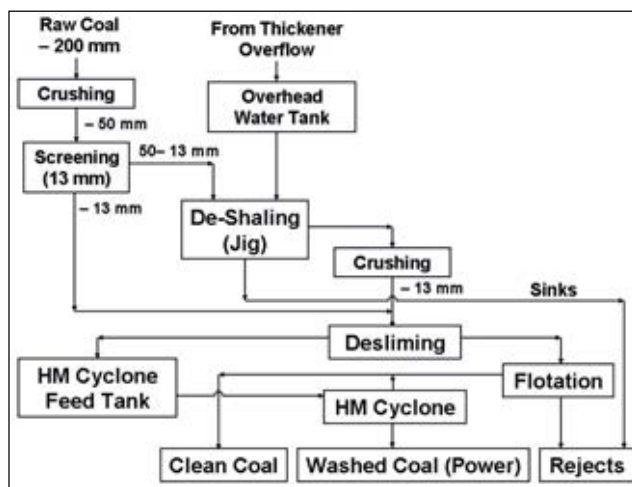 Raw Coal
– 200 mm
From Thickener
Overflow
Crushing
Overhead
Water Tank
– 50 mm
Screening
(13 mm)
50– 13 mm
– 13 mm
De-Shaling
(Jig)
Crushing
– 13 mm
Sinks
Desliming
HM Cyclone
Feed Tank
Flotation
HM Cyclone
Clean Coal
Washed Coal (Power)
Rejects